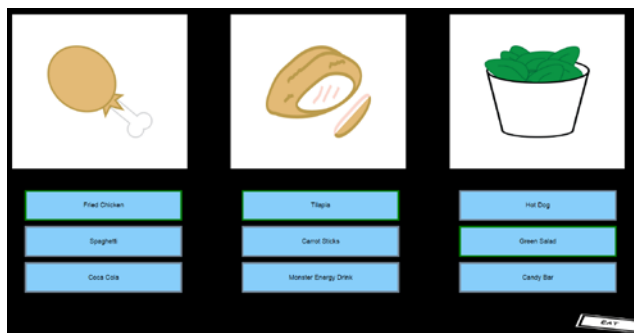 Fried Chicken
Spaghetti
Coca Cola
Tilapia
Carrot Sticks
Monster Energy Drink
Hot Dog
Green Salad
Candy Bar
EAT